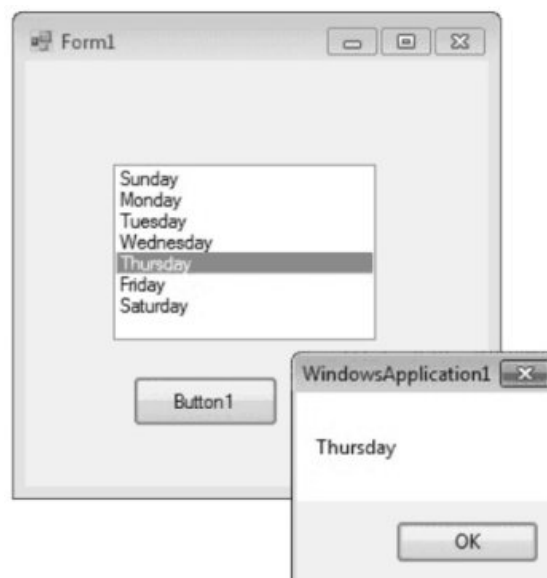 Form1
Sunday
Monday
Tuesday
Wednesday
Thursday
Friday
Saturday
Button1
WindowsApplication1
Thursday
OK